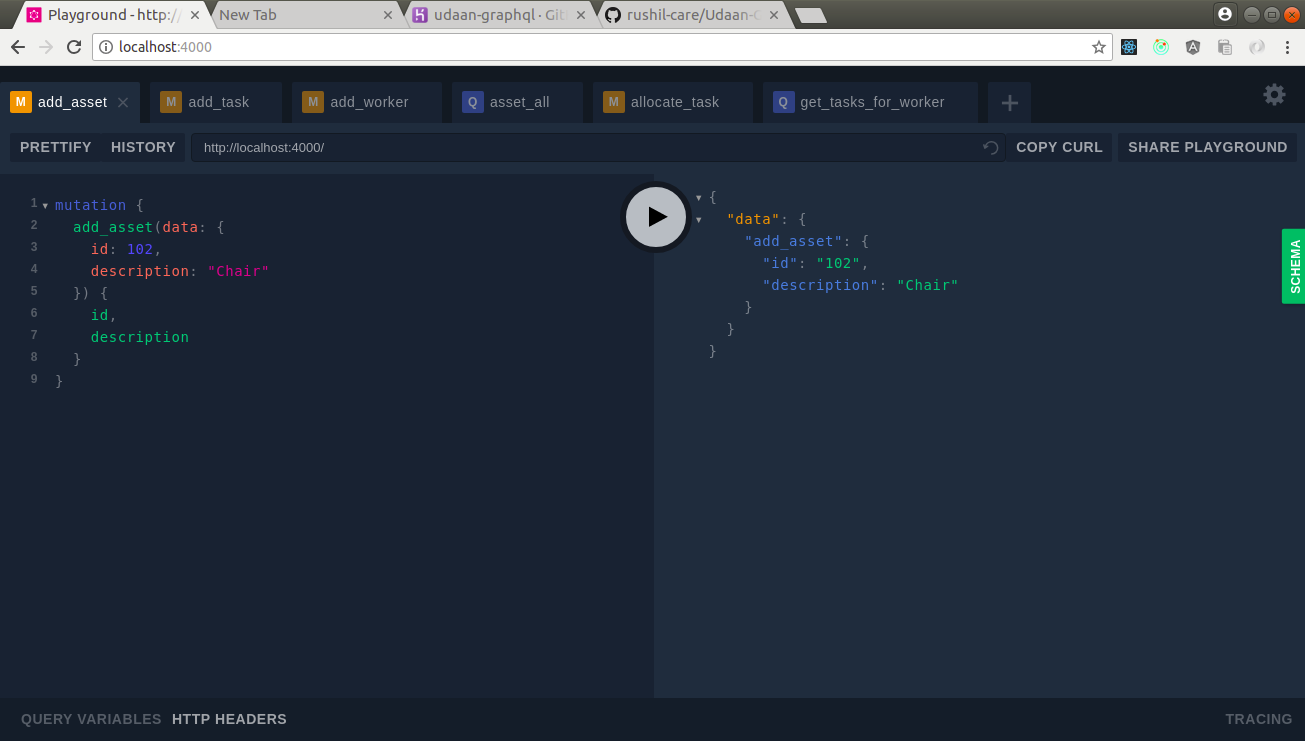 Playground - http://
New Tab
udaan-graphql · Git
rushil-care/Udaan-G
localhost:4000
M add_asset
M add_task
M add_worker
Q asset_all
M allocate_task
Q get_tasks_for_worker
PRETTIFY HISTORY http://localhost:4000/ COPY CURL SHARE PLAYGROUND
1 mutation {
2 add_asset(data: {
3 id: 102,
4 description: "Chair"
5 }) {
6 id,
7 description
8 }
9 }
{
"data": {
"add_asset": {
"id": "102",
"description": "Chair"
}
}
}
SCHEMA
QUERY VARIABLES HTTP HEADERS TRACING